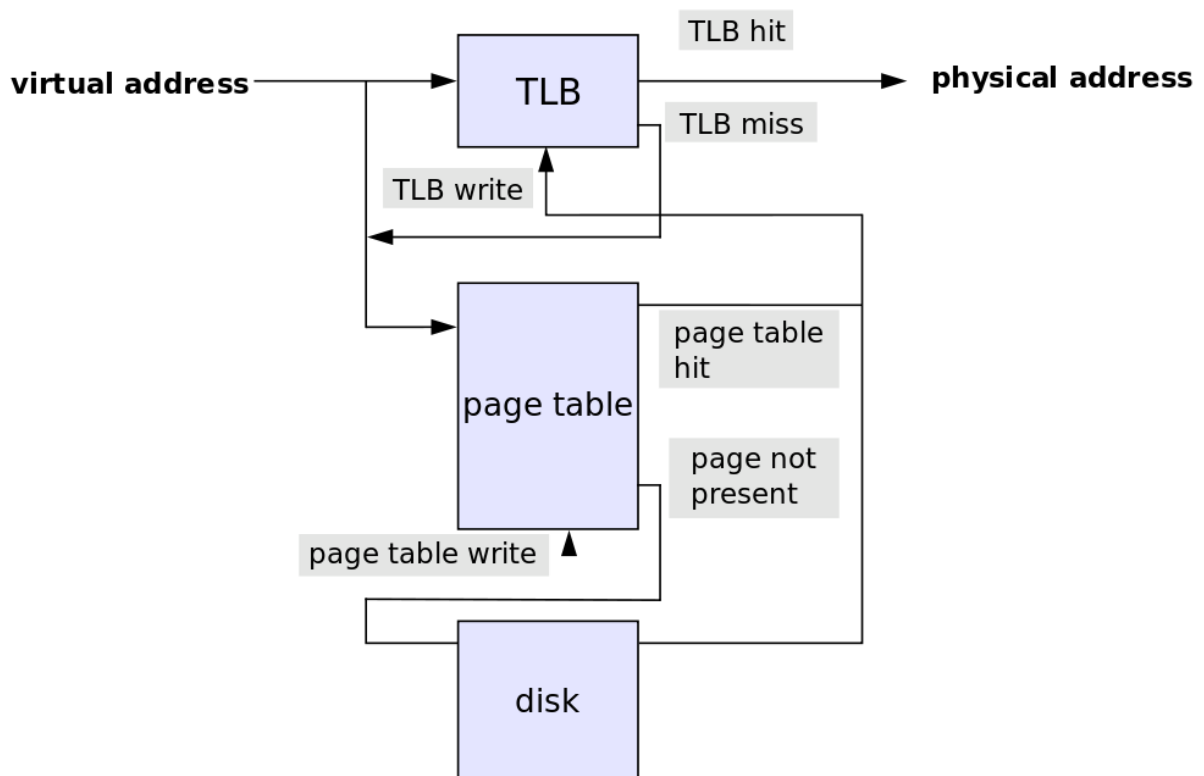 TLB hit
virtual address
TLB
physical address
TLB miss
TLB write
page table
hit
page table
page not
present
page table write
disk